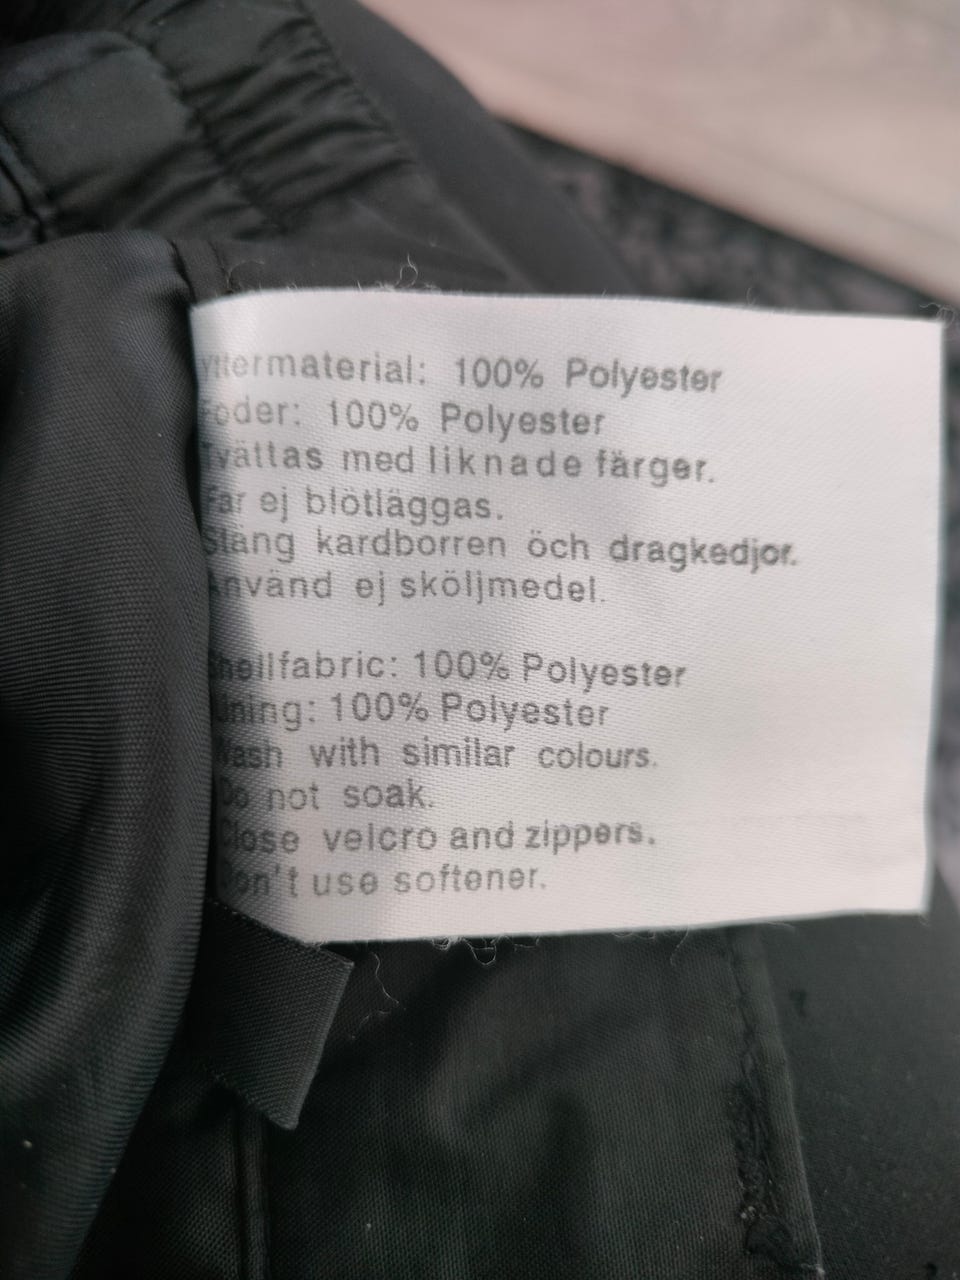 Yttermaterial: 100% Polyester
Foder: 100% Polyester
Tvättas med liknade färger.
Får ej blötläggas.
Släng kardborren öch dragkedjor.
Använd ej sköljmedel.
Shellfabric: 100% Polyester
Lining: 100% Polyester
Wash with similar colours.
Do not soak.
Close velcro and zippers.
Don't use softener.